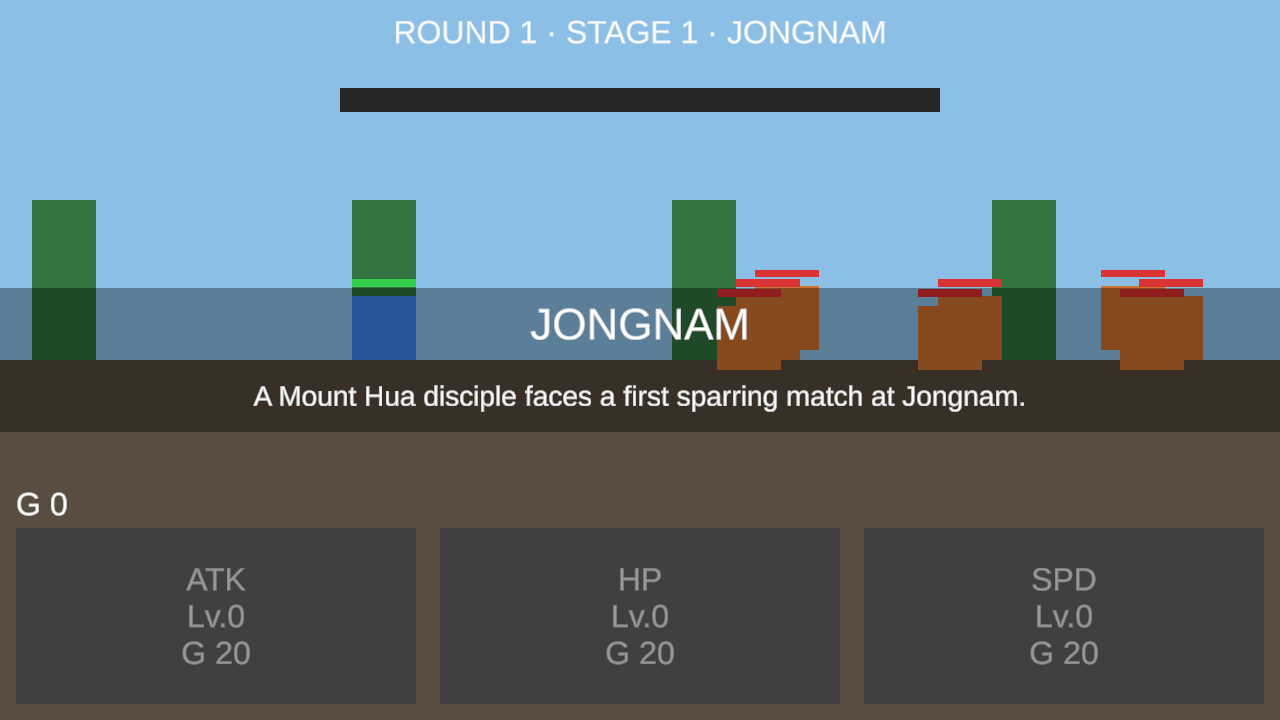 ROUND 1 · STAGE 1 · JONGNAM
JONGNAM
A Mount Hua disciple faces a first sparring match at Jongnam.
G 0
ATK
Lv.0
G 20
HP
Lv.0
G 20
SPD
Lv.0
G 20